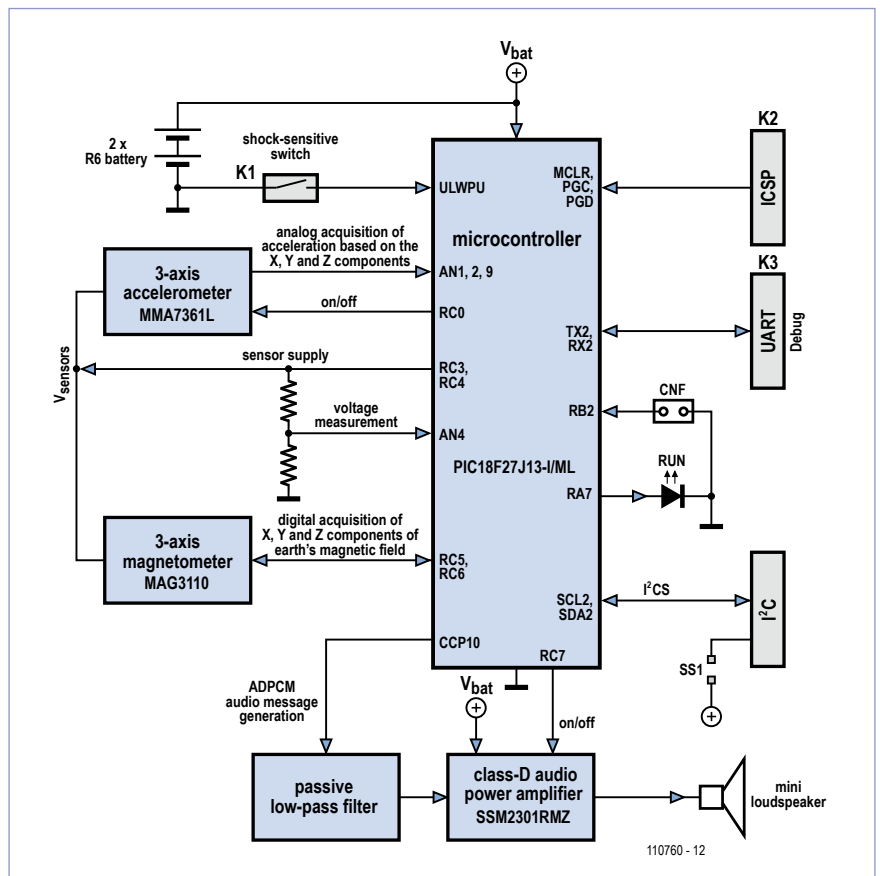 Vbat
2 x
R6 battery
shock-sensitive
switch
K1
ULWPU
MCLR,
PGC,
PGD
K2
ICSP
microcontroller
analog acquisition of
acceleration based on the
X, Y and Z components
3-axis
accelerometer
MMA7361L
AN1, 2, 9
on/off
RC0
K3
UART
Debug
TX2,
RX2
Vsensors
sensor supply
RC3,
RC4
voltage
measurement
AN4
CNF
RB2
PIC18F27J13-I/ML
RUN
RA7
digital acquisition of
X, Y and Z components of
earth's magnetic field
3-axis
magnetometer
MAG3110
RC5,
RC6
SCL2,
SDA2
I²CS
I²C
CCP10
RC7
SS1
ADPCM
audio message
generation
Vbat
on/off
passive
low-pass filter
class-D audio
power amplifier
SSM2301RMZ
mini
loudspeaker
110760 - 12